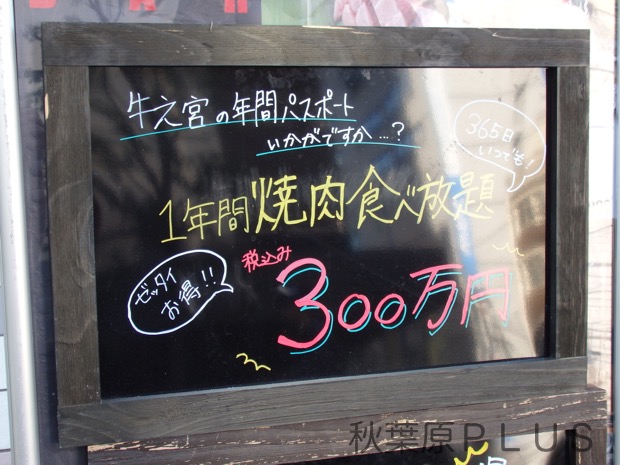 牛之宮の年間パスポート
いかがですか…?
365日
いつでも!
1年間焼肉食べ放題
ゼッタイ
お得!!
税込み
300万円
秋葉原PLUS